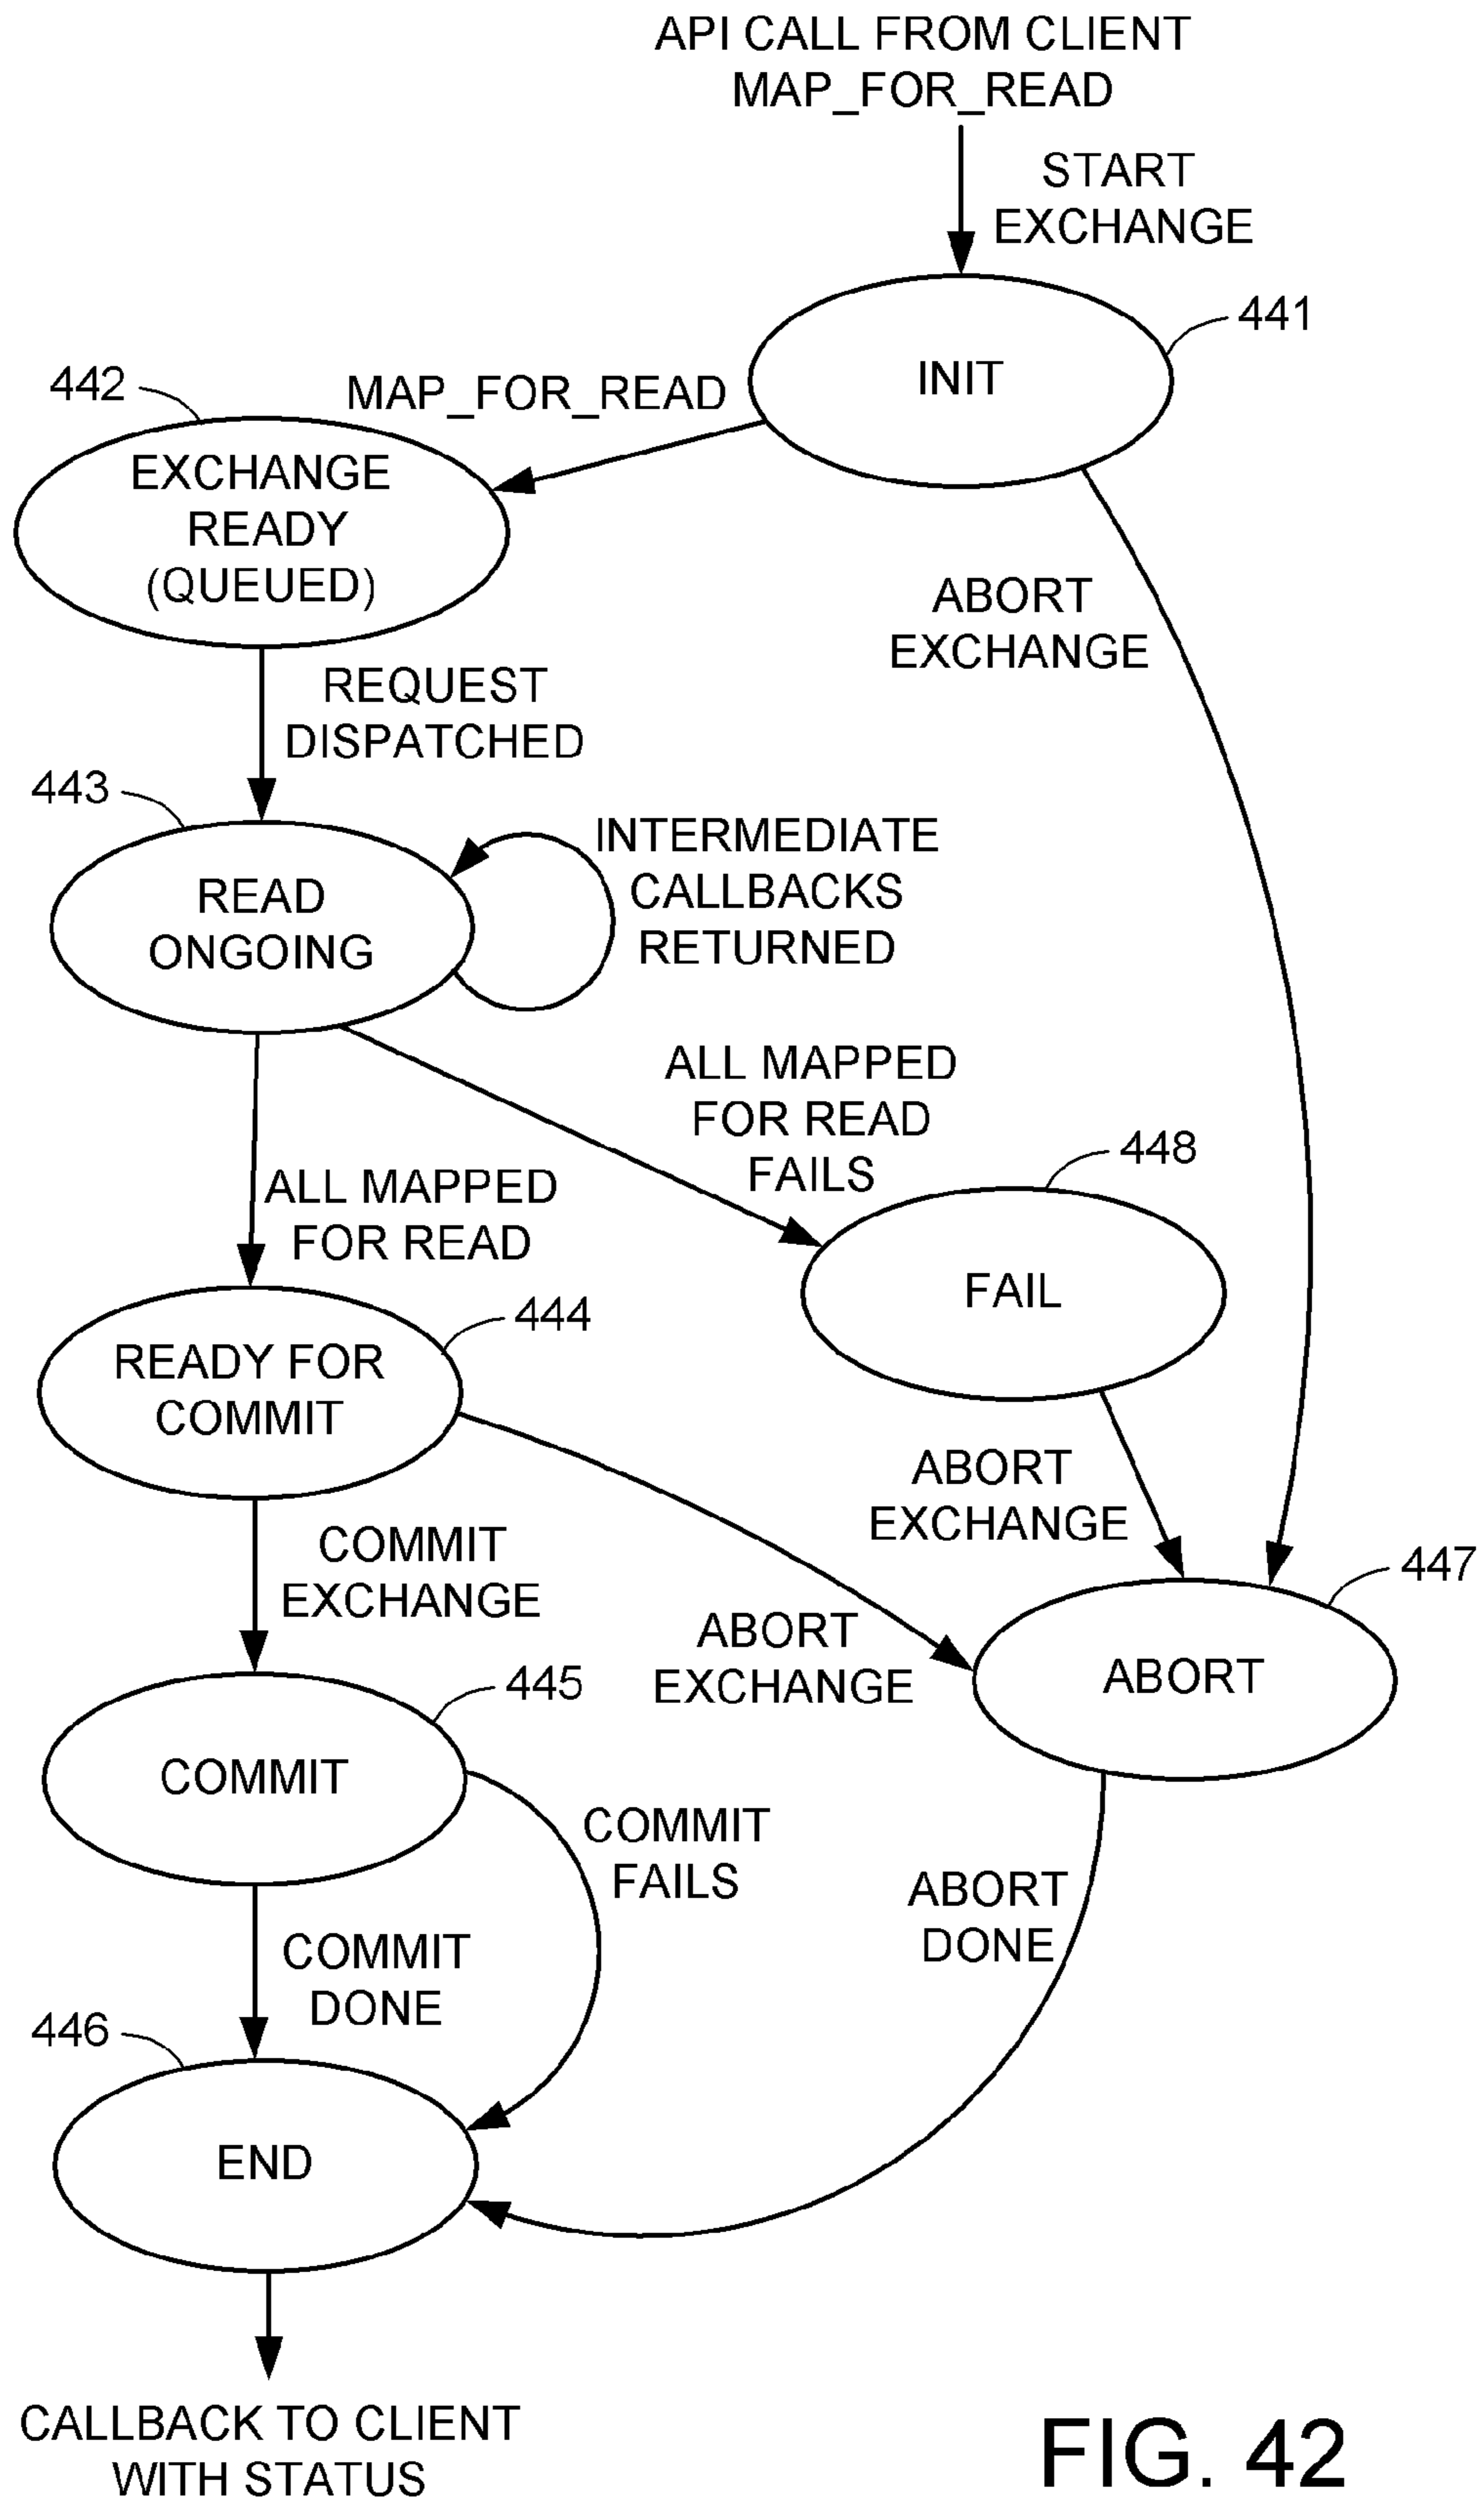 API CALL FROM CLIENT
MAP_FOR_READ
START
EXCHANGE
441
INIT
442
MAP_FOR_READ
EXCHANGE
READY
(QUEUED)
ABORT
EXCHANGE
REQUEST
DISPATCHED
443
INTERMEDIATE
CALLBACKS
RETURNED
READ
ONGOING
ALL MAPPED
FOR READ
FAILS
448
ALL MAPPED
FOR READ
FAIL
444
READY FOR
COMMIT
ABORT
EXCHANGE
COMMIT
EXCHANGE
447
ABORT
EXCHANGE
ABORT
445
COMMIT
COMMIT
FAILS
ABORT
DONE
COMMIT
DONE
446
END
CALLBACK TO CLIENT
WITH STATUS
FIG. 42